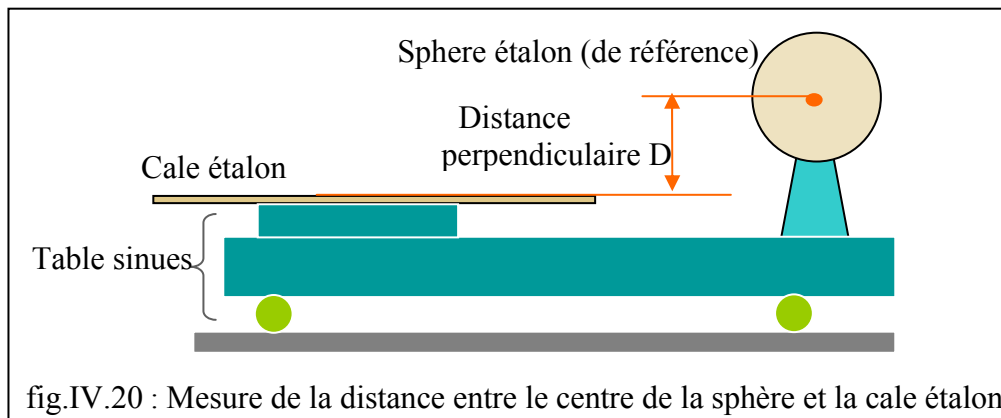 Sphere étalon (de référence)
Distance
perpendiculaire D
Cale étalon
Table sinues
fig.IV.20 : Mesure de la distance entre le centre de la sphère et la cale étalon